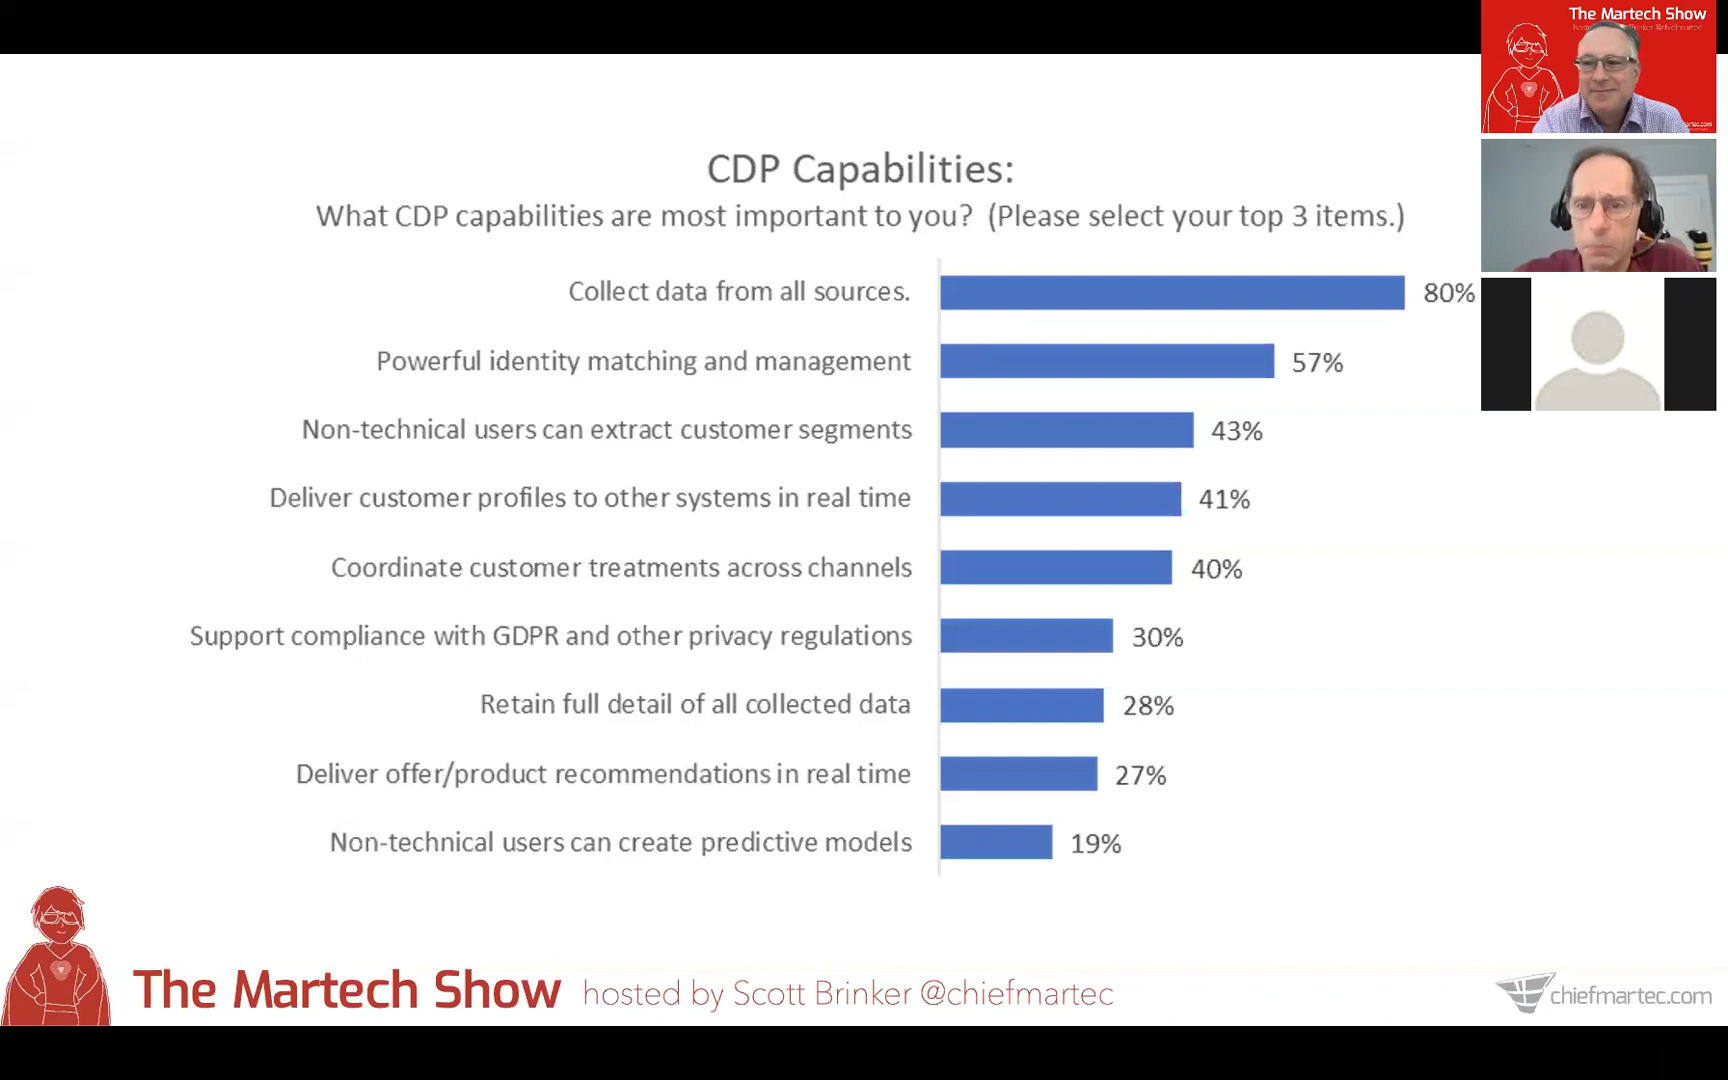 The Martech Show
CDP Capabilities:
What CDP capabilities are most important to you?  (Please select your top 3 items.)
Collect data from all sources. 80%
Powerful identity matching and management 57%
Non-technical users can extract customer segments 43%
Deliver customer profiles to other systems in real time 41%
Coordinate customer treatments across channels 40%
Support compliance with GDPR and other privacy regulations 30%
Retain full detail of all collected data 28%
Deliver offer/product recommendations in real time 27%
Non-technical users can create predictive models 19%
The Martech Show hosted by Scott Brinker @chiefmartec
chiefmartec.com